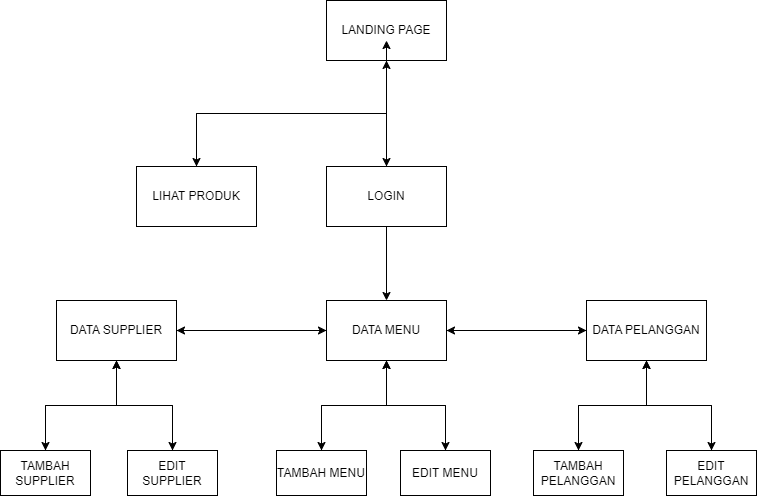 LANDING PAGE
LIHAT PRODUK
LOGIN
DATA SUPPLIER
DATA MENU
DATA PELANGGAN
TAMBAH
SUPPLIER
EDIT
SUPPLIER
TAMBAH MENU
EDIT MENU
TAMBAH
PELANGGAN
EDIT
PELANGGAN